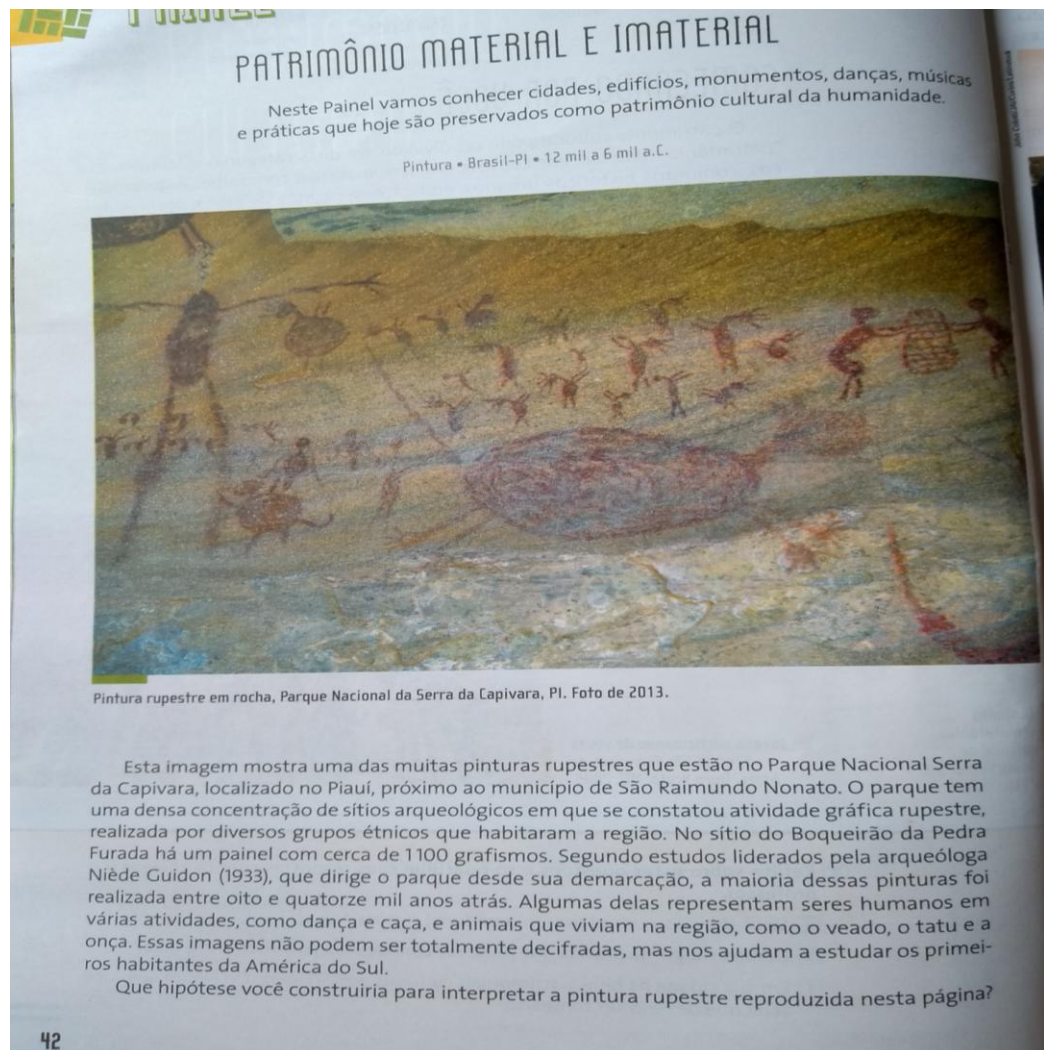 PATRIMÔNIO MATERIAL E IMATERIAL
Neste Painel vamos conhecer cidades, edifícios, monumentos, danças, músicas
e práticas que hoje são preservados como patrimônio cultural da humanidade.
Pintura • Brasil-PI • 12 mil a 6 mil a.C.
Pintura rupestre em rocha, Parque Nacional da Serra da Capivara, PI. Foto de 2013.
Esta imagem mostra uma das muitas pinturas rupestres que estão no Parque Nacional Serra
da Capivara, localizado no Piauí, próximo ao município de São Raimundo Nonato. O parque tem
uma densa concentração de sítios arqueológicos em que se constatou atividade gráfica rupestre,
realizada por diversos grupos étnicos que habitaram a região. No sítio do Boqueirão da Pedra
Furada há um painel com cerca de 1100 grafismos. Segundo estudos liderados pela arqueóloga
Niède Guidon (1933), que dirige o parque desde sua demarcação, a maioria dessas pinturas foi
realizada entre oito e quatorze mil anos atrás. Algumas delas representam seres humanos em
várias atividades, como dança e caça, e animais que viviam na região, como o veado, o tatu e a
onça. Essas imagens não podem ser totalmente decifradas, mas nos ajudam a estudar os primei-
ros habitantes da América do Sul.
Que hipótese você construiria para interpretar a pintura rupestre reproduzida nesta página?
42